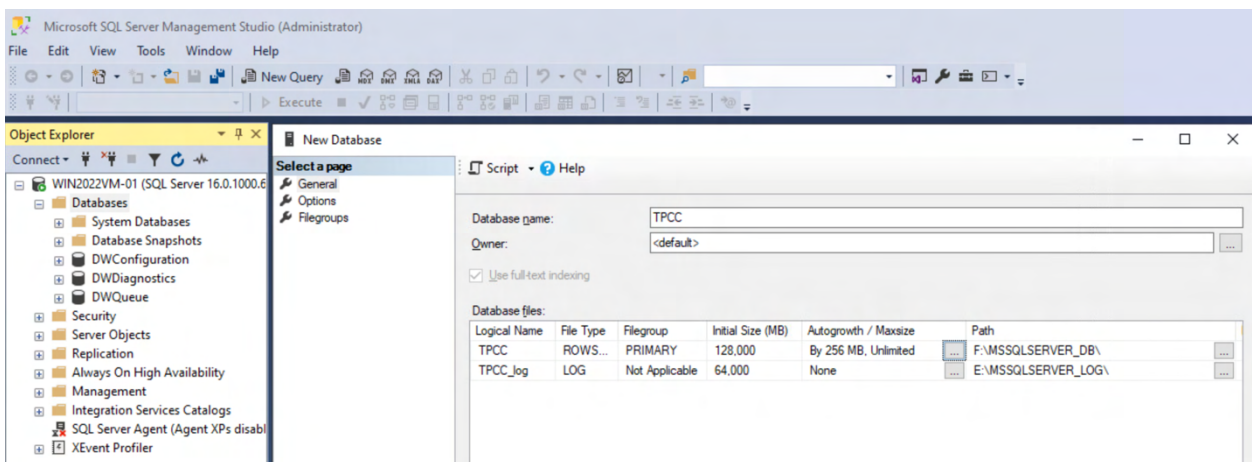 Microsoft SQL Server Management Studio (Administrator)
File Edit View Tools Window Help
New Query MDX DMX XMLA DAX
Execute
Object Explorer
Connect
WIN2022VM-01 (SQL Server 16.0.1000.6
Databases
System Databases
Database Snapshots
DWConfiguration
DWDiagnostics
DWQueue
Security
Server Objects
Replication
Always On High Availability
Management
Integration Services Catalogs
SQL Server Agent (Agent XPs disabl
XEvent Profiler
New Database
Select a page
General
Options
Filegroups
Script Help
Database name: TPCC
Owner: <default> ...
Use full-text indexing
Database files:
Logical Name File Type Filegroup Initial Size (MB) Autogrowth / Maxsize Path
TPCC ROWS... PRIMARY 128,000 By 256 MB, Unlimited ... F:\MSSQLSERVER_DB\ ...
TPCC_log LOG Not Applicable 64,000 None ... E:\MSSQLSERVER_LOG\ ...